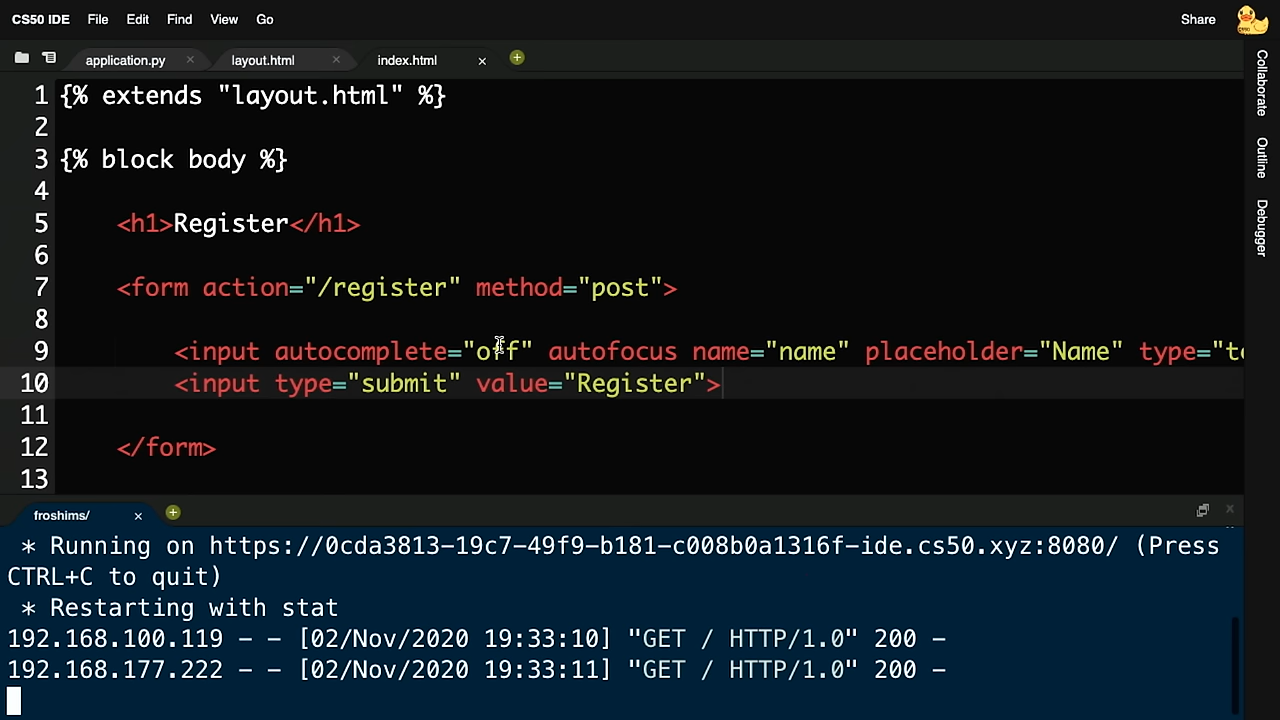 CS50 IDE File Edit Find View Go Share
application.py layout.html index.html
1 {% extends "layout.html" %}
2
3 {% block body %}
4
5 <h1>Register</h1>
6
7 <form action="/register" method="post">
8
9 <input autocomplete="off" autofocus name="name" placeholder="Name" type="te
10 <input type="submit" value="Register">
11
12 </form>
13
Collaborate
Outline
Debugger
froshims/
* Running on https://0cda3813-19c7-49f9-b181-c008b0a1316f-ide.cs50.xyz:8080/ (Press
CTRL+C to quit)
* Restarting with stat
192.168.100.119 - - [02/Nov/2020 19:33:10] "GET / HTTP/1.0" 200 -
192.168.177.222 - - [02/Nov/2020 19:33:11] "GET / HTTP/1.0" 200 -